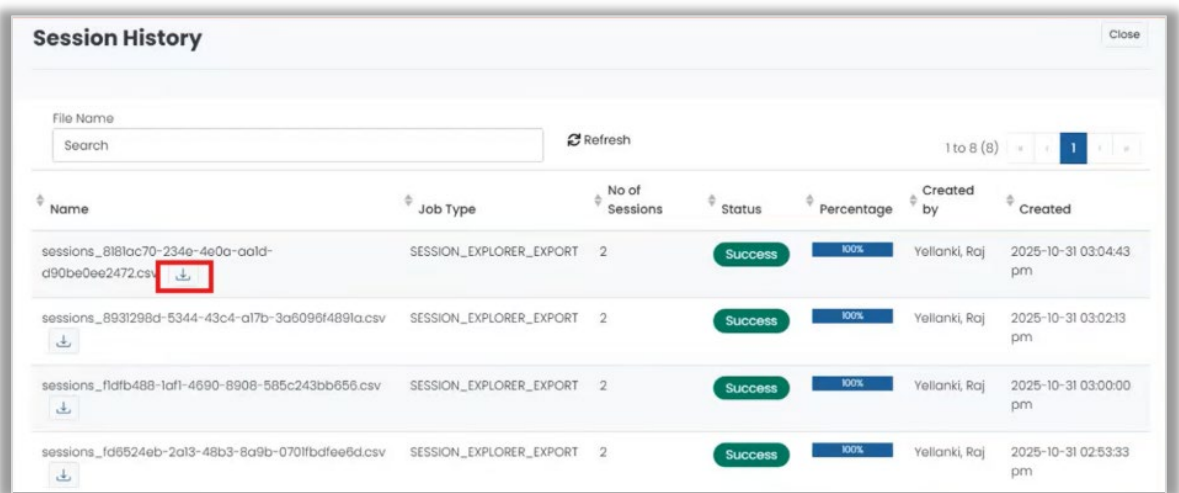 Session History
Close
File Name
Search
Refresh
1 to 8 (8) « ‹ 1 › »
Name Job Type No of Sessions Status Percentage Created by Created
sessions_8181ac70-234e-4e0a-aa1d-
d90be0ee2472.csv
SESSION_EXPLORER_EXPORT 2 Success 100% Yellanki, Raj 2025-10-31 03:04:43
pm
sessions_8931298d-5344-43c4-a17b-3a6096f4891a.csv SESSION_EXPLORER_EXPORT 2 Success 100% Yellanki, Raj 2025-10-31 03:02:13
pm
sessions_f1dfb488-1af1-4690-8908-585c243bb656.csv SESSION_EXPLORER_EXPORT 2 Success 100% Yellanki, Raj 2025-10-31 03:00:00
pm
sessions_fd6524eb-2a13-48b3-8a9b-0701fbdfee6d.csv SESSION_EXPLORER_EXPORT 2 Success 100% Yellanki, Raj 2025-10-31 02:53:33
pm